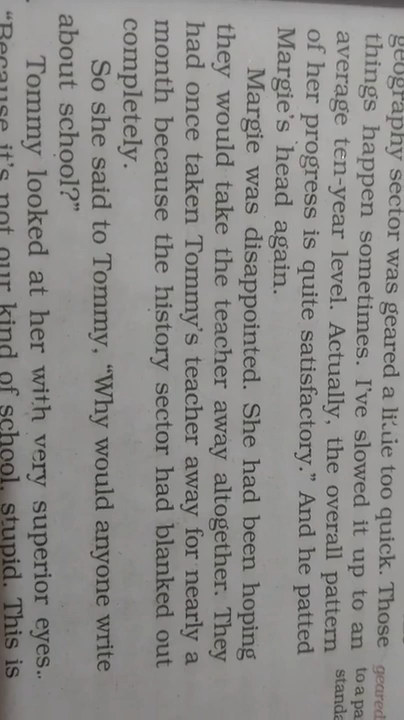 geography sector was geared a little too quick. Those
things happen sometimes. I've slowed it up to an
average ten-year level. Actually, the overall pattern
of her progress is quite satisfactory.” And he patted
Margie's head again.
Margie was disappointed. She had been hoping
they would take the teacher away altogether. They
had once taken Tommy's teacher away for nearly a
month because the history sector had blanked out
completely.
So she said to Tommy, “Why would anyone write
about school?”
Tommy looked at her with very superior eyes..
“Because it's not our kind of school, stupid. This is
geared
to a pa
standa